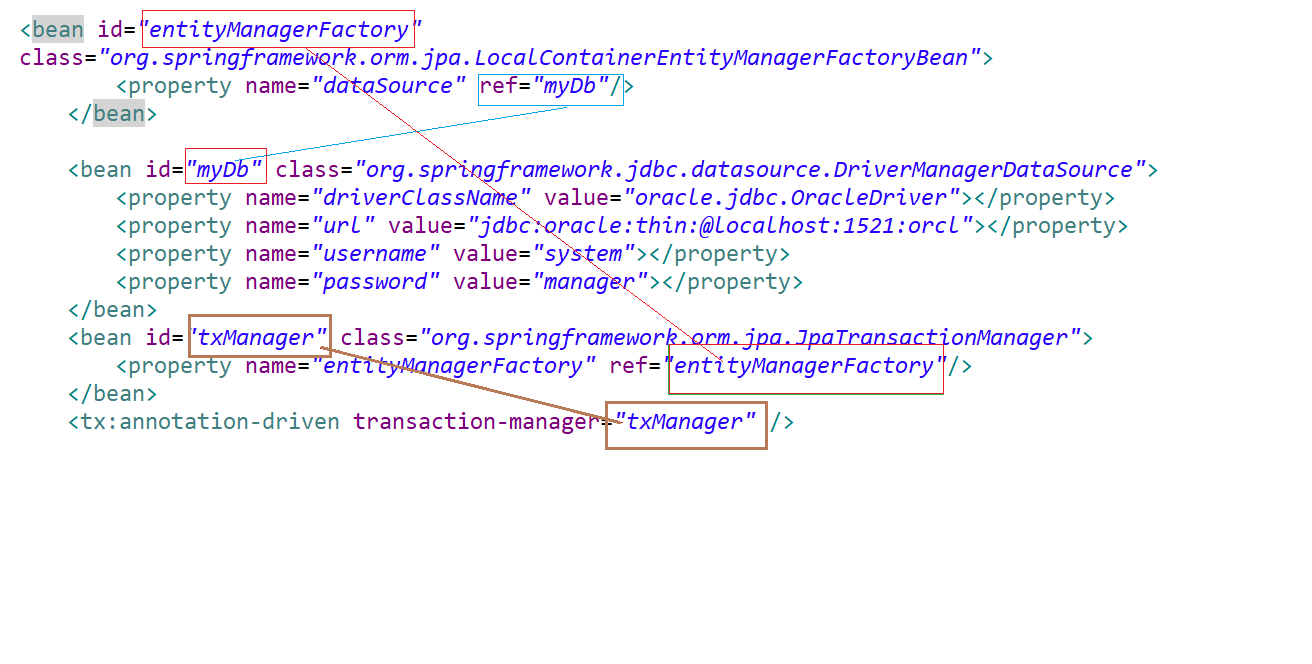 <bean id="entityManagerFactory"
class="org.springframework.orm.jpa.LocalContainerEntityManagerFactoryBean">
<property name="dataSource" ref="myDb"/>
</bean>
<bean id="myDb" class="org.springframework.jdbc.datasource.DriverManagerDataSource">
<property name="driverClassName" value="oracle.jdbc.OracleDriver"></property>
<property name="url" value="jdbc:oracle:thin:@localhost:1521:orcl"></property>
<property name="username" value="system"></property>
<property name="password" value="manager"></property>
</bean>
<bean id="txManager" class="org.springframework.orm.jpa.JpaTransactionManager">
<property name="entityManagerFactory" ref="entityManagerFactory"/>
</bean>
<tx:annotation-driven transaction-manager="txManager" />